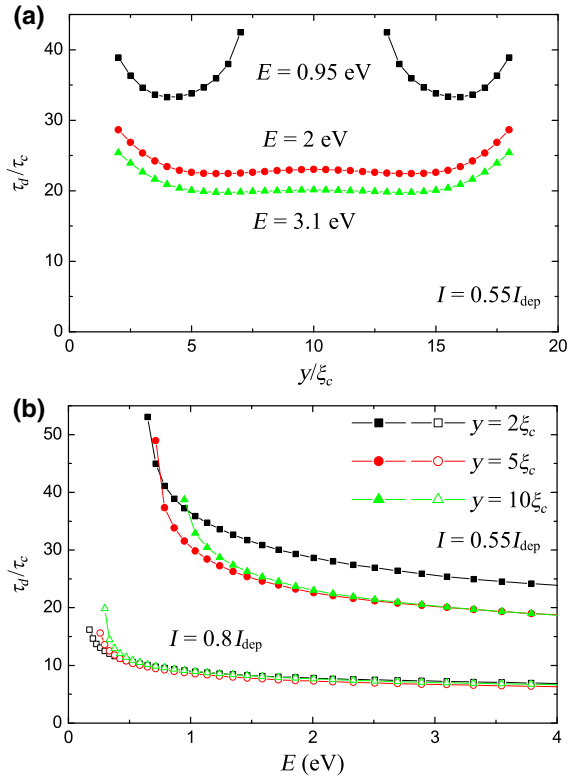 (a)
40
30
20
10
0
τd/τc
E = 0.95 eV
E = 2 eV
E = 3.1 eV
I = 0.55Idep
0 5 10 15 20
y/ξc
(b)
50
40
30
20
10
0
τd/τc
y = 2ξc
y = 5ξc
y = 10ξc
I = 0.55Idep
I = 0.8Idep
0 1 2 3 4
E (eV)